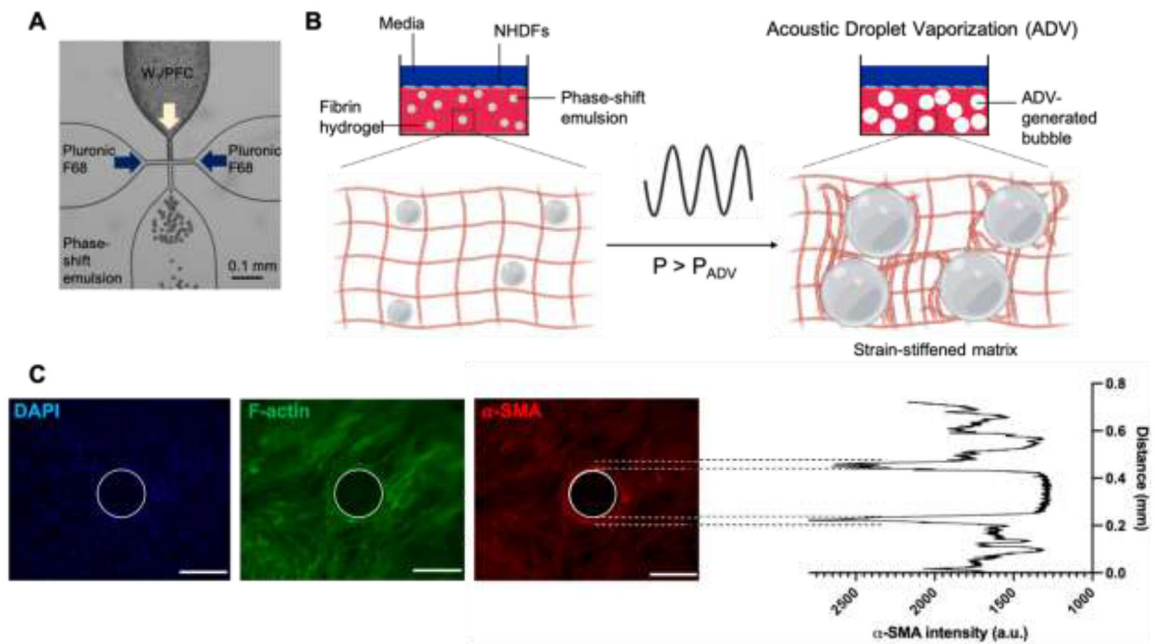 A
W₁/PFC
Pluronic
F68
Pluronic
F68
Phase-
shift
emulsion
0.1 mm
B
Media
NHDFs
Fibrin
hydrogel
Phase-shift
emulsion
P > P_ADV
Acoustic Droplet Vaporization (ADV)
ADV-
generated
bubble
Strain-stiffened matrix
C
DAPI
F-actin
α-SMA
0.8
0.6
0.4
0.2
0.0
Distance (mm)
2500
2000
1500
1000
α-SMA intensity (a.u.)